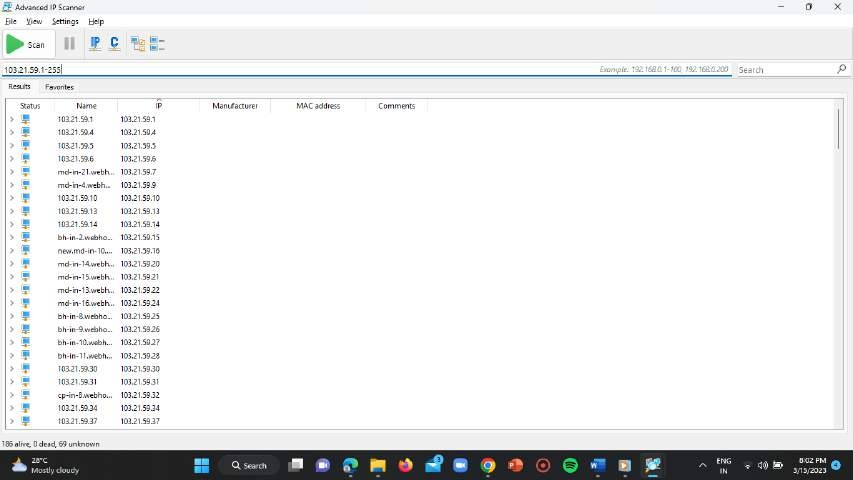 Advanced IP Scanner
File View Settings Help
Scan IP C
103.21.59.1-255 Example: 192.168.0.1-100, 192.168.0.200 Search
Results Favorites
Status Name IP Manufacturer MAC address Comments
103.21.59.1 103.21.59.1
103.21.59.4 103.21.59.4
103.21.59.5 103.21.59.5
103.21.59.6 103.21.59.6
md-in-21.webh... 103.21.59.7
md-in-4.webh... 103.21.59.9
103.21.59.10 103.21.59.10
103.21.59.13 103.21.59.13
103.21.59.14 103.21.59.14
bh-in-2.webho... 103.21.59.15
new.md-in-10.... 103.21.59.16
md-in-14.webh... 103.21.59.20
md-in-15.webh... 103.21.59.21
md-in-13.webh... 103.21.59.22
md-in-16.webh... 103.21.59.24
bh-in-8.webho... 103.21.59.25
bh-in-9.webho... 103.21.59.26
bh-in-10.webh... 103.21.59.27
bh-in-11.webh... 103.21.59.28
103.21.59.30 103.21.59.30
103.21.59.31 103.21.59.31
cp-in-8.webho... 103.21.59.32
103.21.59.34 103.21.59.34
103.21.59.37 103.21.59.37
186 alive, 0 dead, 69 unknown
28°C
Mostly cloudy
Search
3
ENG
IN
8:02 PM
3/15/2023
4